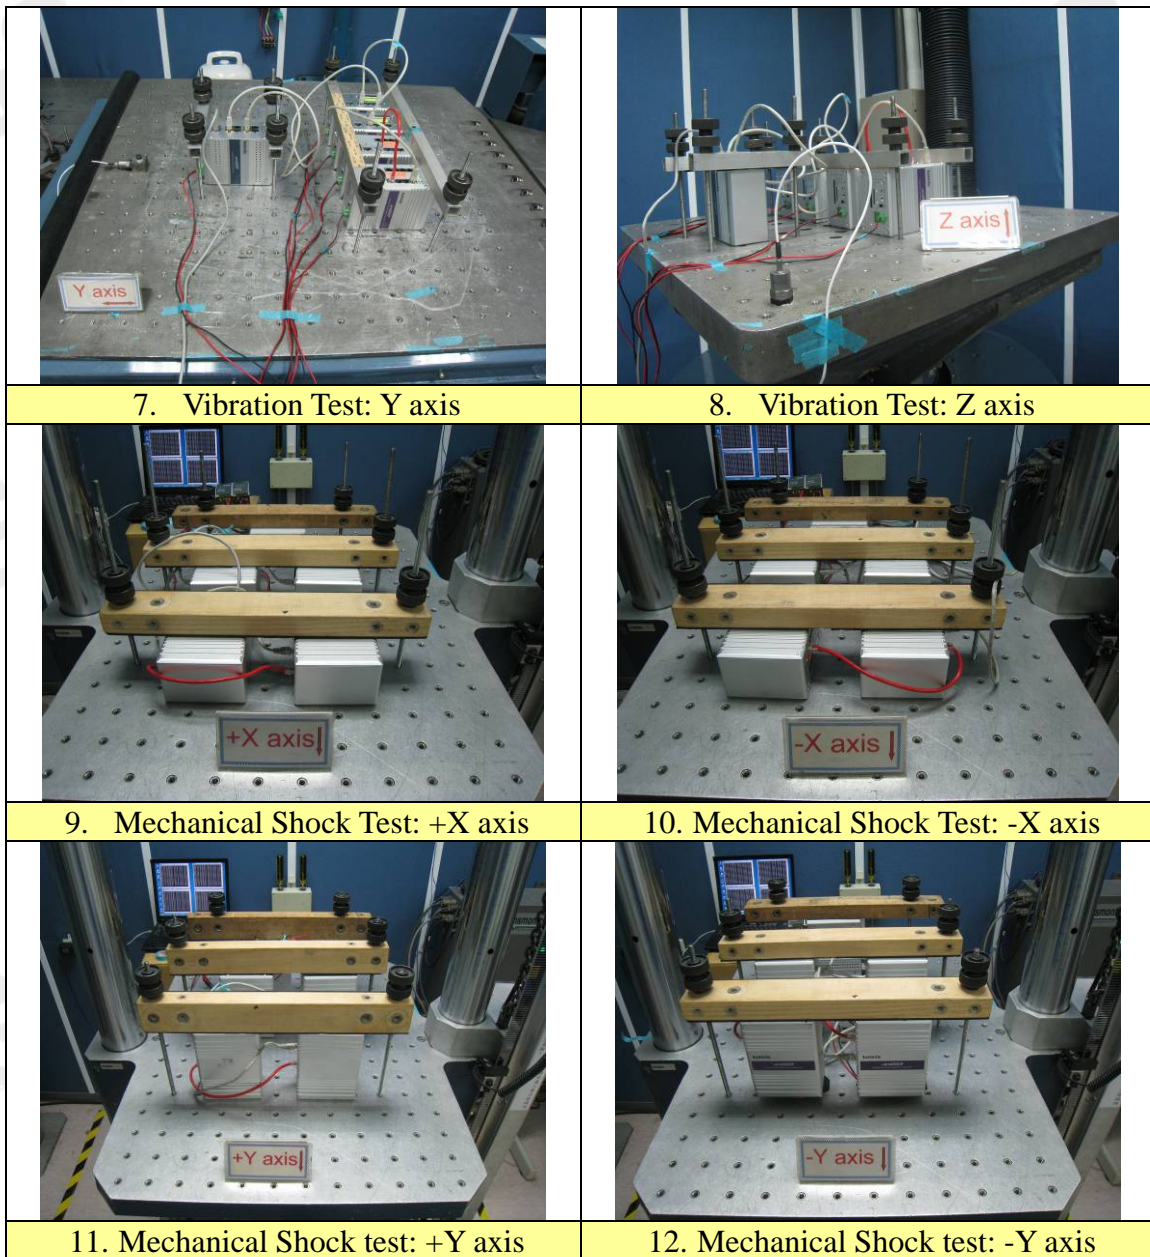 Y axis
Z axis
7. Vibration Test: Y axis
8. Vibration Test: Z axis
+X axis
-X axis
9. Mechanical Shock Test: +X axis
10. Mechanical Shock Test: -X axis
+Y axis
-Y axis
11. Mechanical Shock test: +Y axis
12. Mechanical Shock test: -Y axis